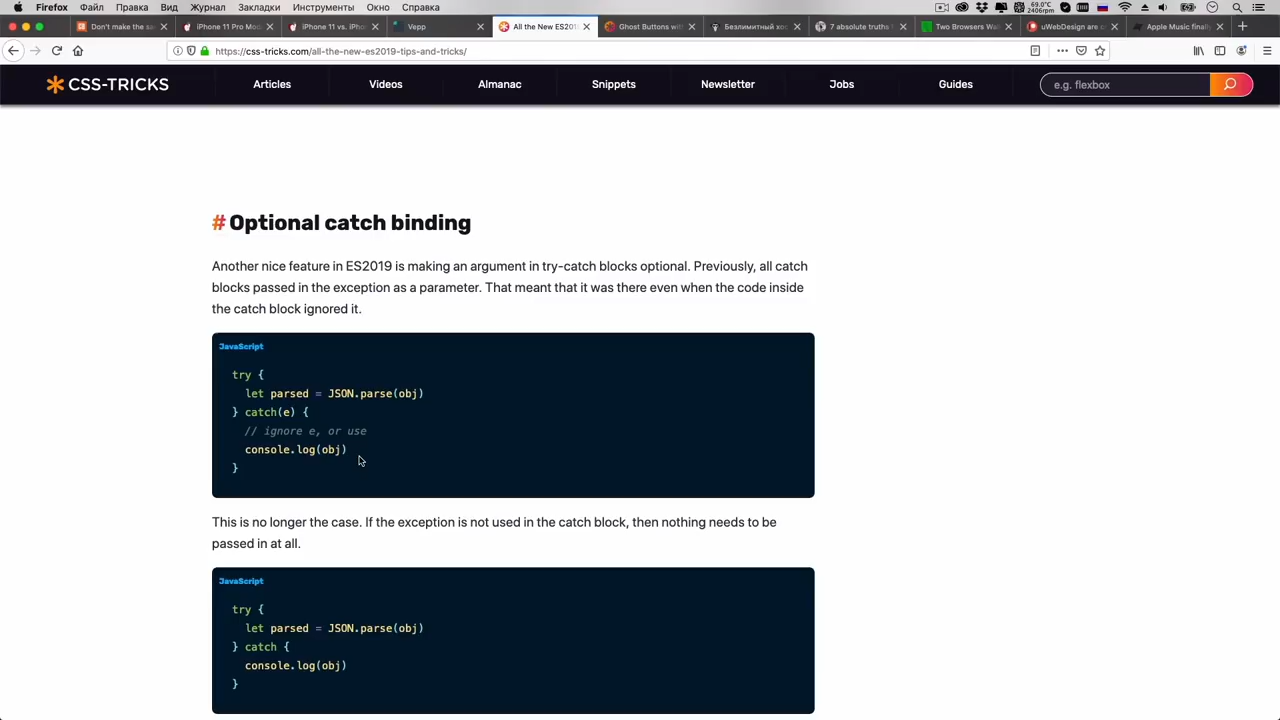 Firefox Файл Правка Вид Журнал Закладки Инструменты Окно Справка 69.0°C 2406rpm
Don't make the sa
iPhone 11 Pro Mod
iPhone 11 vs. iPho
Vepp
All the New ES201
Ghost Buttons wit
Безлимитный хос
7 absolute truths
Two Browsers Wal
uWebDesign are c
Apple Music finall
https://css-tricks.com/all-the-new-es2019-tips-and-tricks/
CSS-TRICKS Articles Videos Almanac Snippets Newsletter Jobs Guides e.g. flexbox
# Optional catch binding
Another nice feature in ES2019 is making an argument in try-catch blocks optional. Previously, all catch
blocks passed in the exception as a parameter. That meant that it was there even when the code inside
the catch block ignored it.
JavaScript
try {
let parsed = JSON.parse(obj)
} catch(e) {
// ignore e, or use
console.log(obj)
}
This is no longer the case. If the exception is not used in the catch block, then nothing needs to be
passed in at all.
JavaScript
try {
let parsed = JSON.parse(obj)
} catch {
console.log(obj)
}